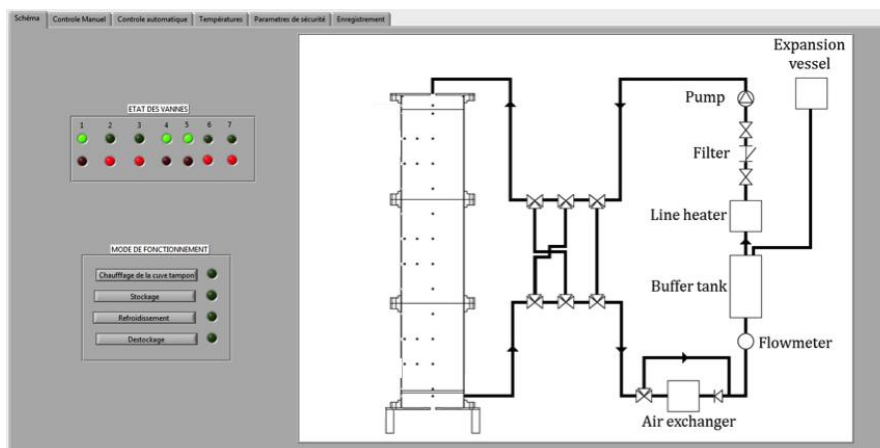 Schéma
Controle Manuel
Controle automatique
Températures
Parametres de sécurité
Enregistrement
ETAT DES VANNES
1 2 3 4 5 6 7
MODE DE FONCTIONNEMENT
Chaufffage de la cuve tampon
Stockage
Refroidissement
Destockage
Expansion
vessel
Pump
Filter
Line heater
Buffer tank
Flowmeter
Air exchanger